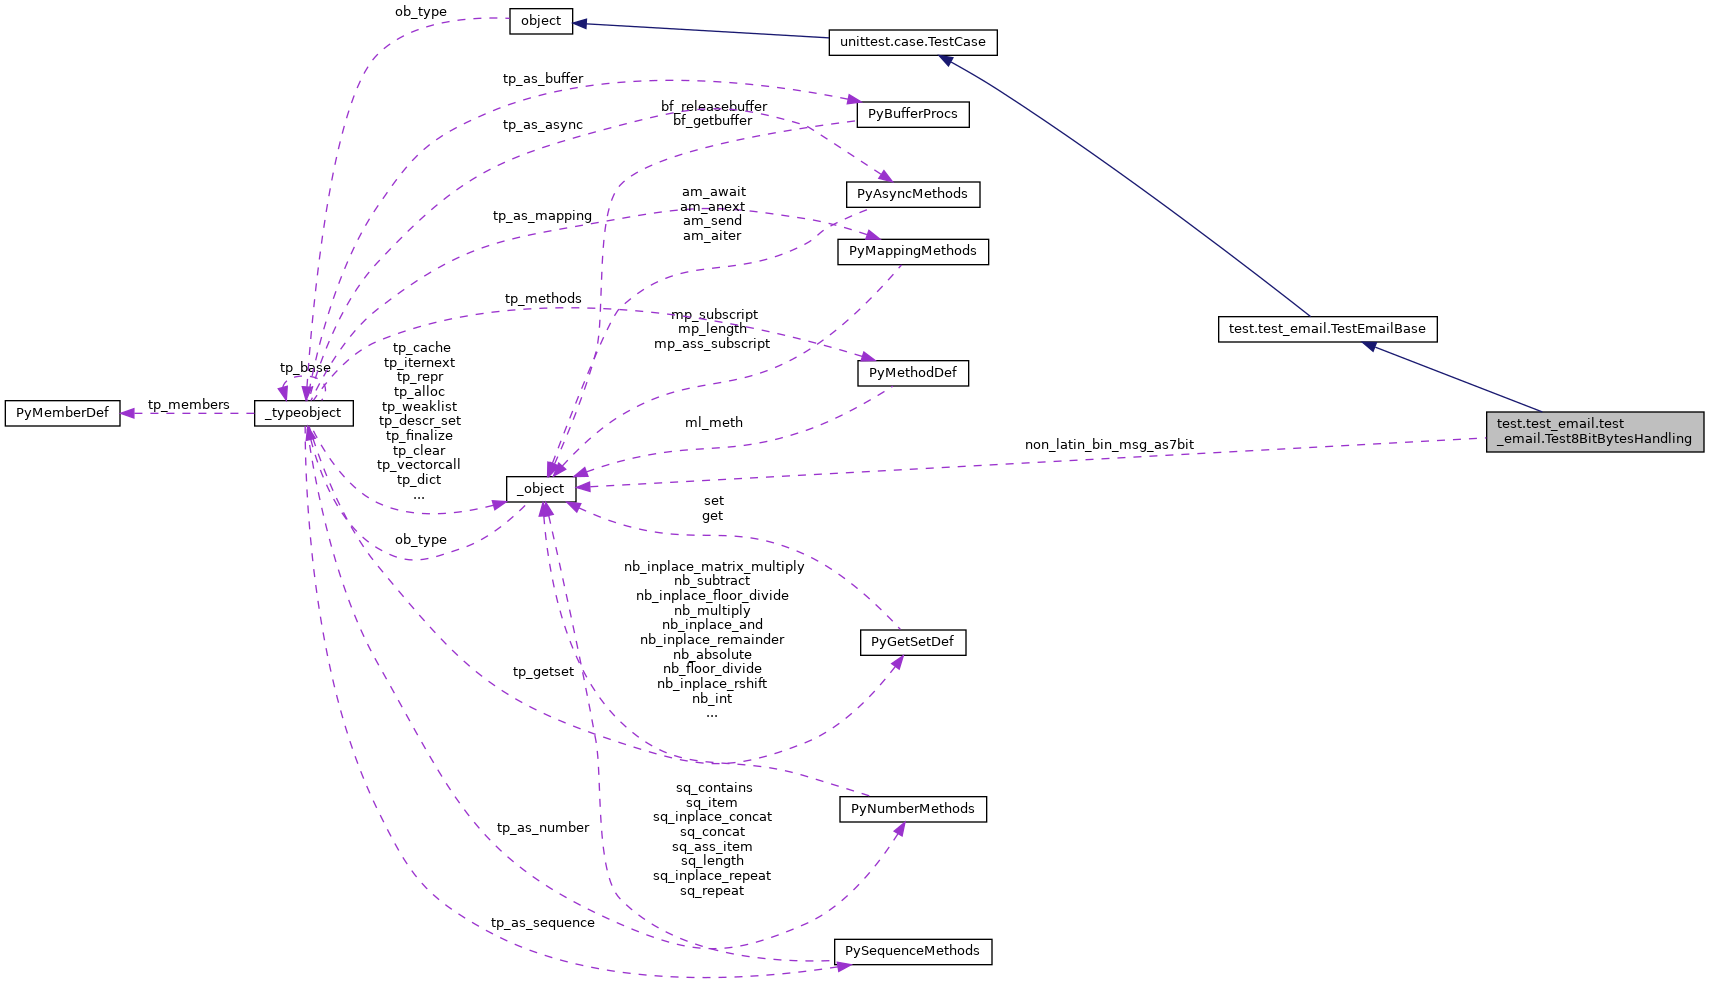 ob_type
object
unittest.case.TestCase
tp_as_buffer
bf_releasebuffer
bf_getbuffer
PyBufferProcs
tp_as_async
am_await
am_anext
am_send
am_aiter
PyAsyncMethods
tp_as_mapping
PyMappingMethods
tp_methods
mp_subscript
mp_length
mp_ass_subscript
test.test_email.TestEmailBase
tp_base
tp_cache
tp_iternext
tp_repr
tp_alloc
tp_weaklist
tp_descr_set
tp_finalize
tp_clear
tp_vectorcall
tp_dict
...
PyMethodDef
PyMemberDef
tp_members
_typeobject
ml_meth
non_latin_bin_msg_as7bit
test.test_email.test
_email.Test8BitBytesHandling
_object
set
get
ob_type
nb_inplace_matrix_multiply
nb_subtract
nb_inplace_floor_divide
nb_multiply
nb_inplace_and
nb_inplace_remainder
nb_absolute
nb_floor_divide
nb_inplace_rshift
nb_int
...
PyGetSetDef
tp_getset
sq_contains
sq_item
sq_inplace_concat
sq_concat
sq_ass_item
sq_length
sq_inplace_repeat
sq_repeat
PyNumberMethods
tp_as_number
tp_as_sequence
PySequenceMethods